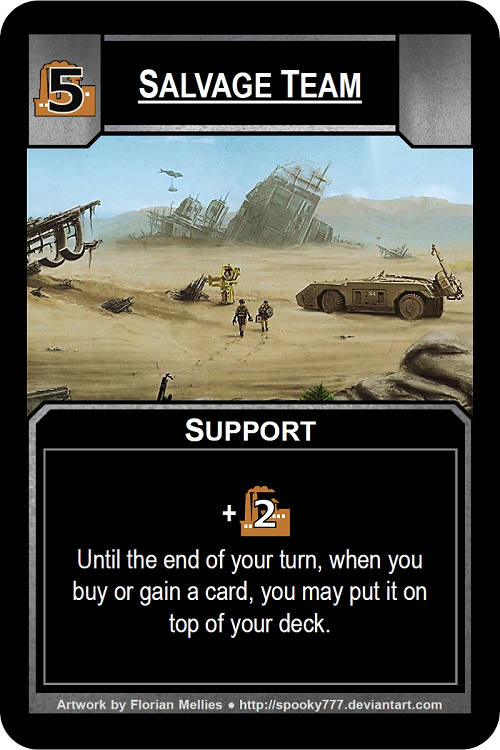 5
SALVAGE TEAM
SUPPORT
+ 2
Until the end of your turn, when you
buy or gain a card, you may put it on
top of your deck.
Artwork by Florian Mellies ● http://spooky777.deviantart.com